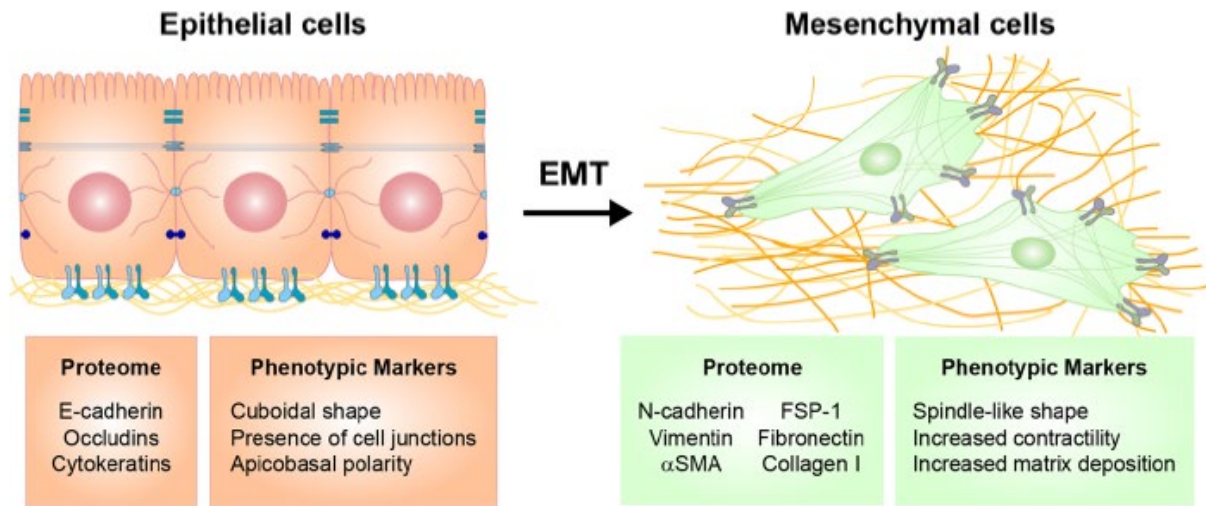 Epithelial cells
Mesenchymal cells
EMT
Proteome
E-cadherin
Occludins
Cytokeratins
Phenotypic Markers
Cuboidal shape
Presence of cell junctions
Apicobasal polarity
Proteome
N-cadherin FSP-1
Vimentin Fibronectin
αSMA Collagen I
Phenotypic Markers
Spindle-like shape
Increased contractility
Increased matrix deposition